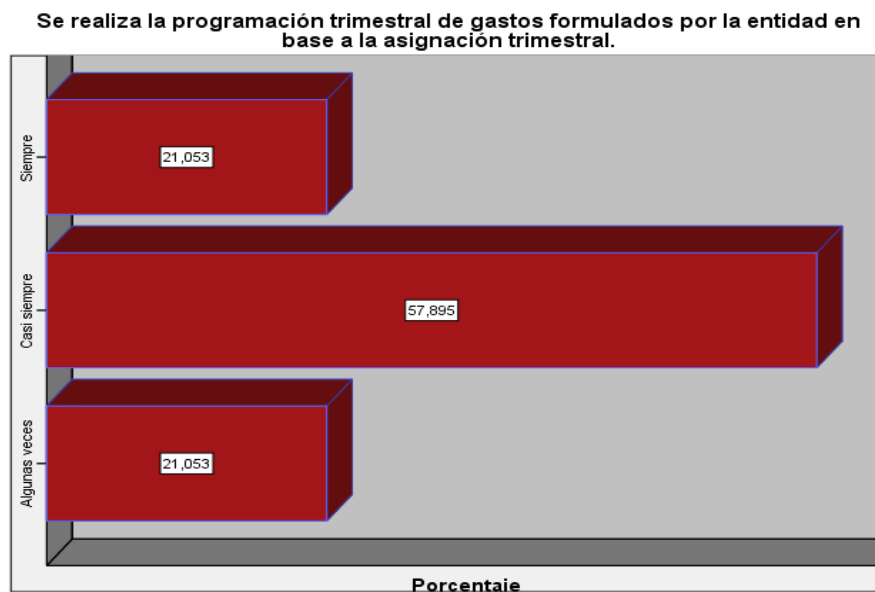 Se realiza la programación trimestral de gastos formulados por la entidad en
base a la asignación trimestral.
Siempre
21,053
Casi siempre
57,895
Algunas veces
21,053
Porcentaje